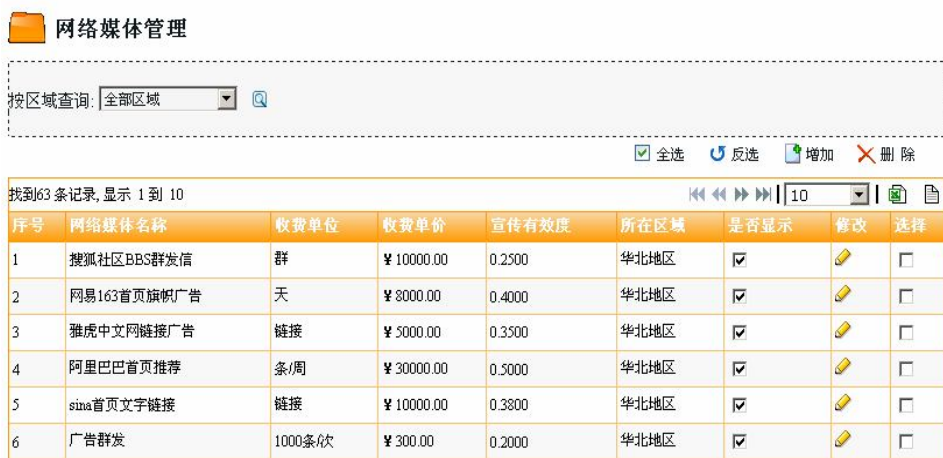 网络媒体管理
按区域查询: 全部区域
全选 反选 增加 删 除
找到63 条记录, 显示 1 到 10 10
序号 网络媒体名称 收费单位 收费单价 宣传有效度 所在区域 是否显示 修改 选择
1 搜狐社区BBS群发信 群 ¥ 10000.00 0.2500 华北地区
2 网易163首页旗帜广告 天 ¥ 8000.00 0.4000 华北地区
3 雅虎中文网链接广告 链接 ¥ 5000.00 0.3500 华北地区
4 阿里巴巴首页推荐 条/周 ¥ 30000.00 0.5000 华北地区
5 sina首页文字链接 链接 ¥ 10000.00 0.3800 华北地区
6 广告群发 1000条/次 ¥ 300.00 0.2000 华北地区